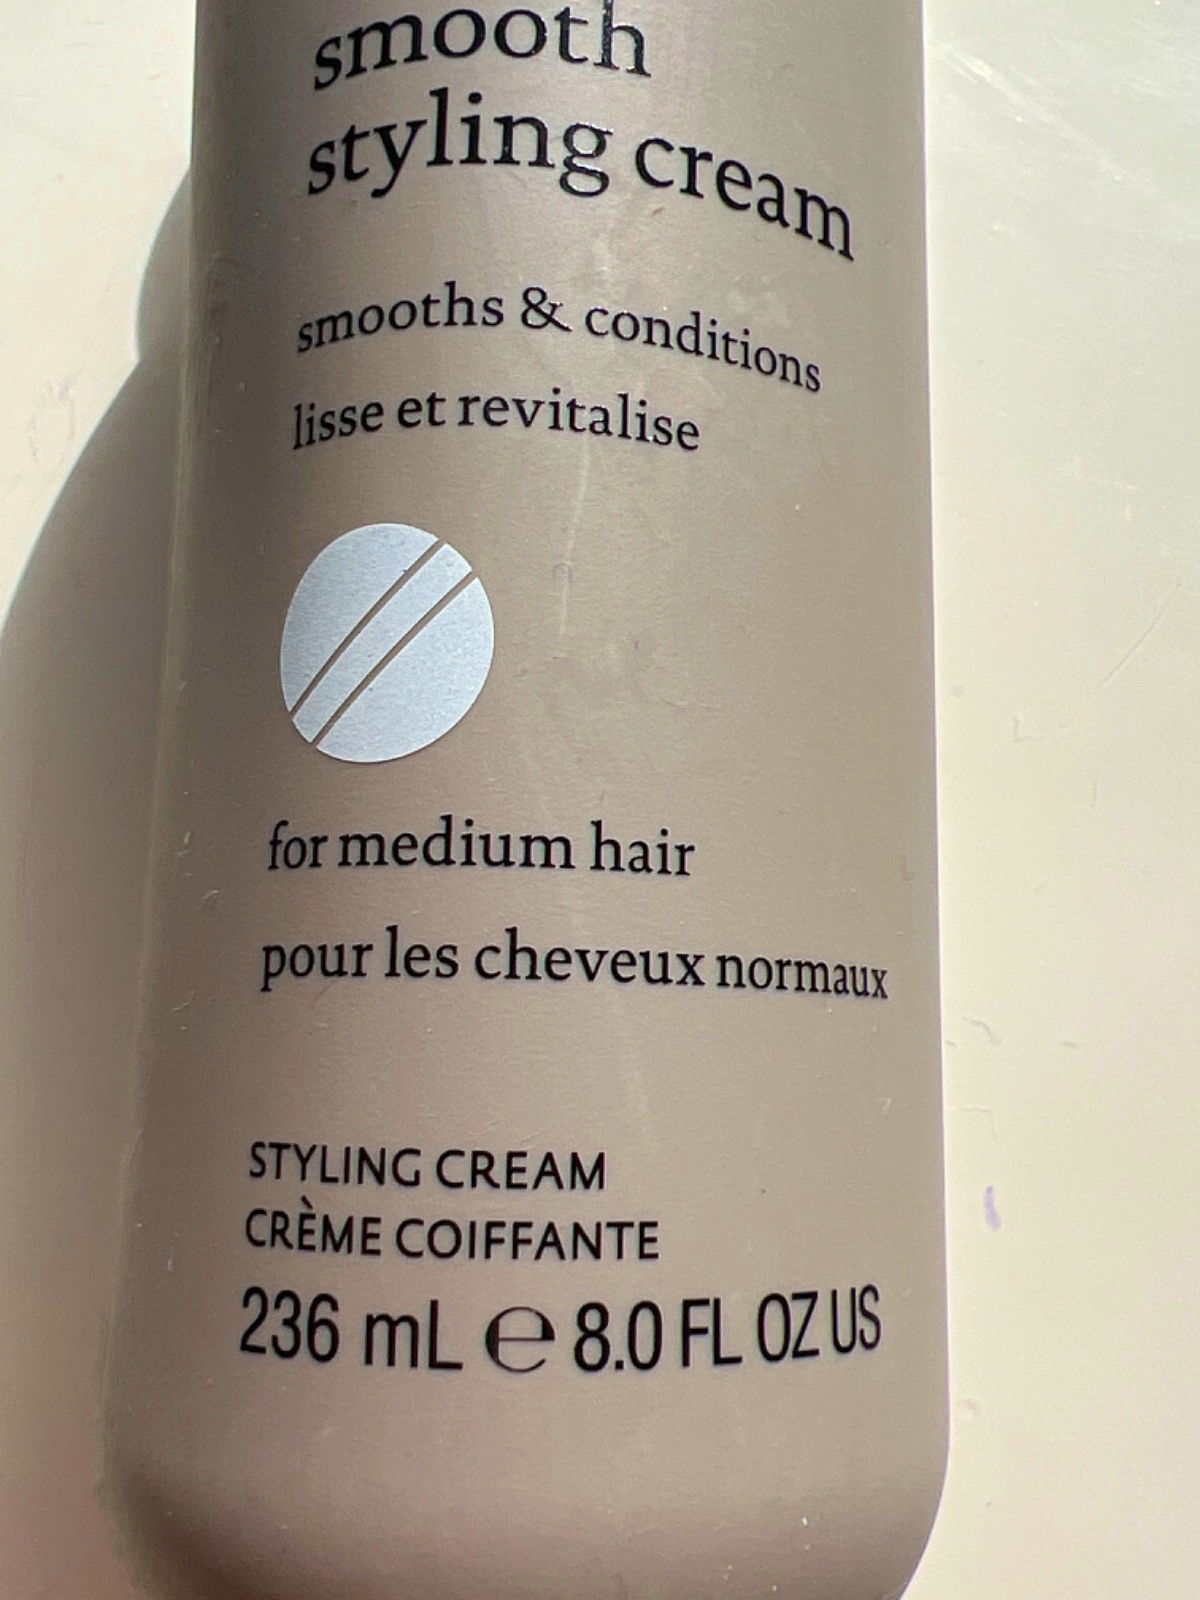 smooth
styling cream
smooths & conditions
lisse et revitalise
for medium hair
pour les cheveux normaux
STYLING CREAM
CRÈME COIFFANTE
236 mL ℮ 8.0 FL OZ US